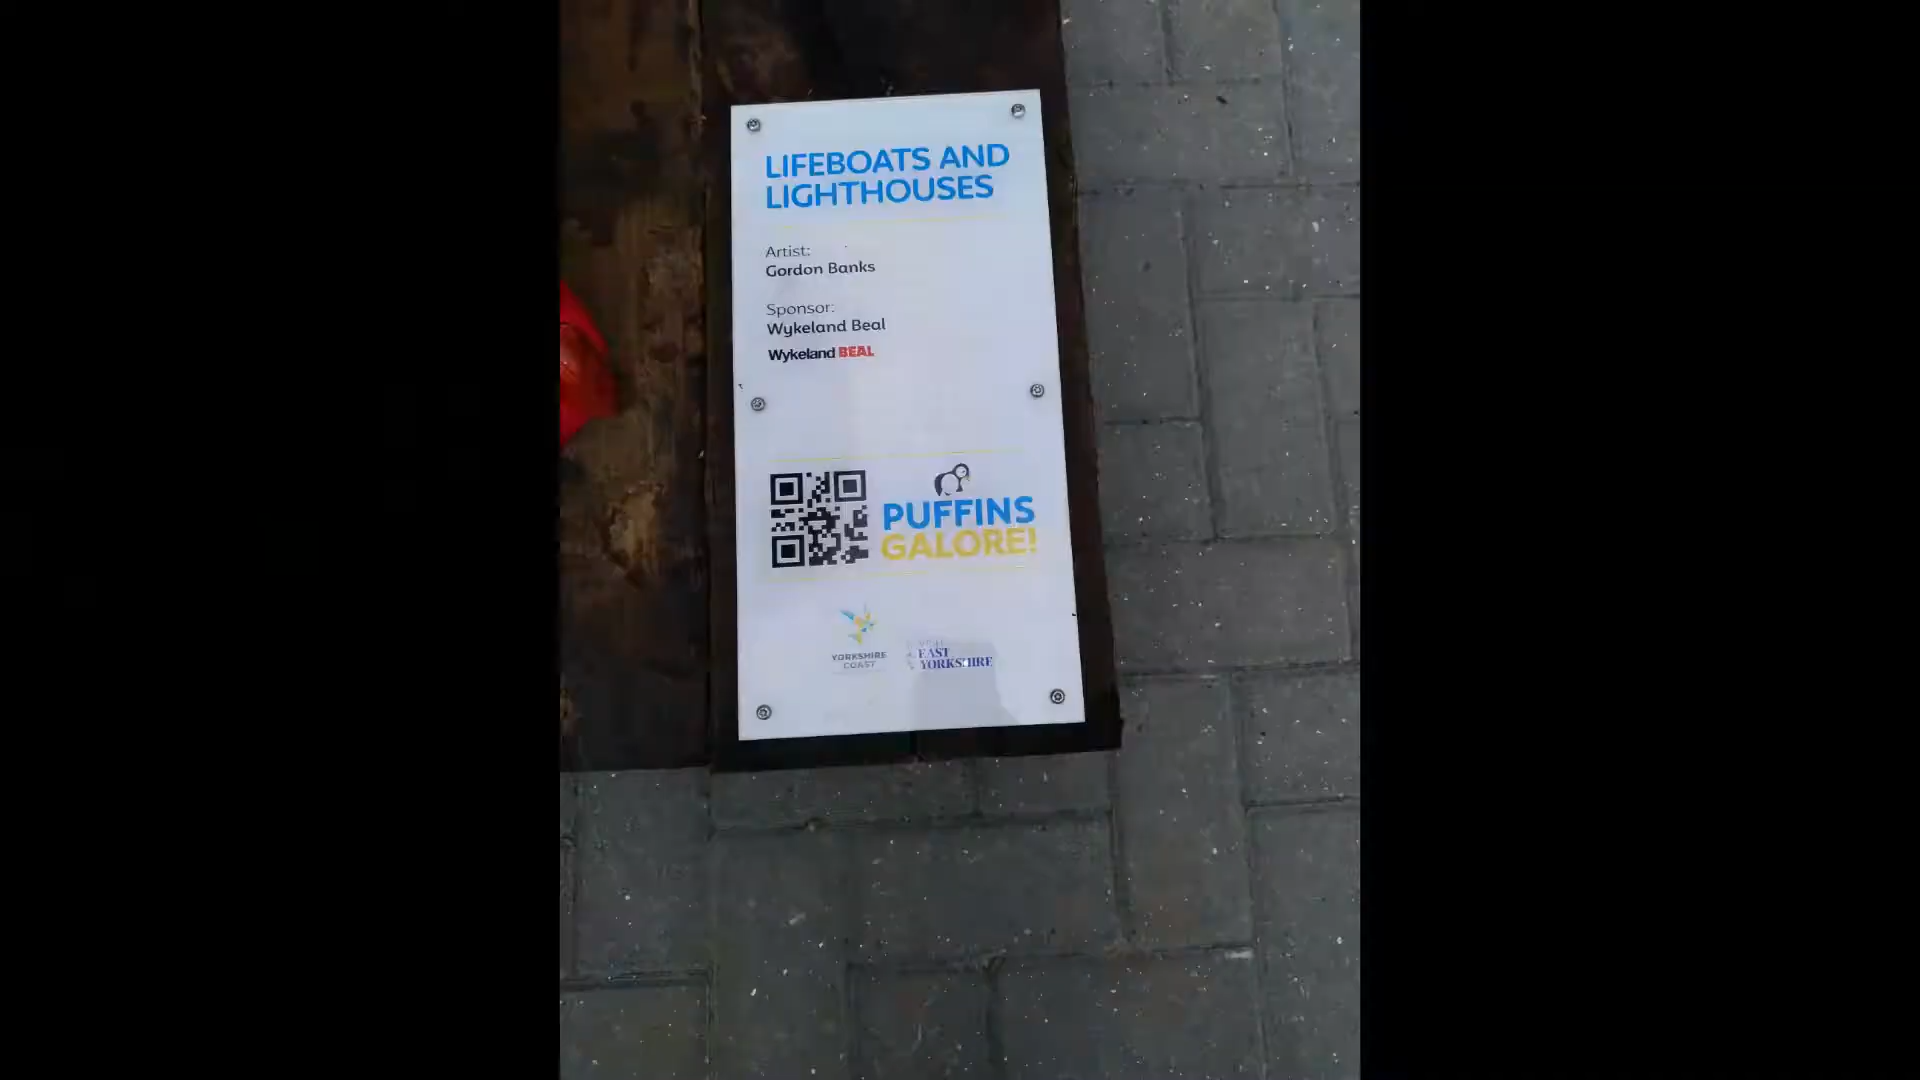 LIFEBOATS AND
LIGHTHOUSES
Artist:
Gordon Banks
Sponsor:
Wykeland Beal
Wykeland BEAL
PUFFINS
GALORE!
YORKSHIRE
COAST
EAST
YORKSHIRE